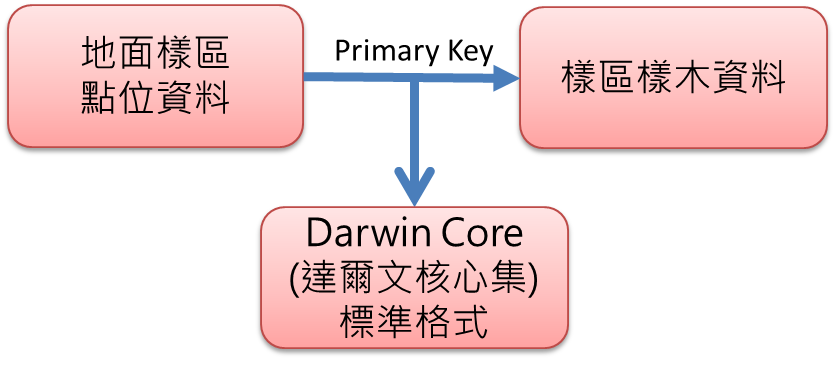 地面樣區
點位資料
Primary Key
樣區樣木資料
Darwin Core
(達爾文核心集)
標準格式